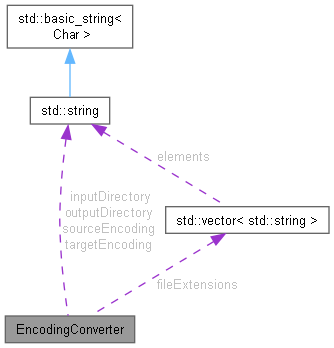 std::basic_string<
Char >
std::string
elements
inputDirectory
outputDirectory
sourceEncoding
targetEncoding
std::vector< std::string >
fileExtensions
EncodingConverter